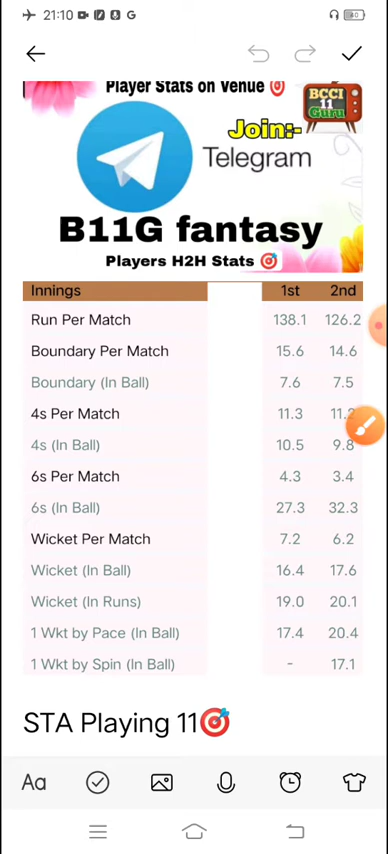 21:10
Player Stats on Venue
BCCI
11
Guru
Join:-
Telegram
B11G fantasy
Players H2H Stats
Innings 1st 2nd
Run Per Match 138.1 126.2
Boundary Per Match 15.6 14.6
Boundary (In Ball) 7.6 7.5
4s Per Match 11.3
4s (In Ball) 10.5 9.8
6s Per Match 4.3 3.4
6s (In Ball) 27.3 32.3
Wicket Per Match 7.2 6.2
Wicket (In Ball) 16.4 17.6
Wicket (In Runs) 19.0 20.1
1 Wkt by Pace (In Ball) 17.4 20.4
1 Wkt by Spin (In Ball) - 17.1
STA Playing 11
Aa